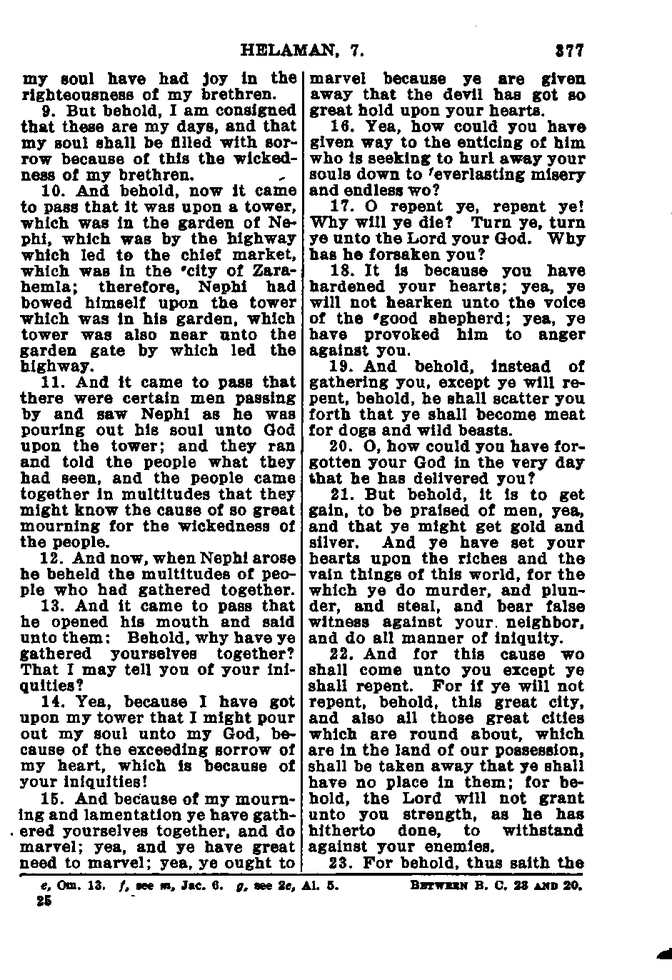 HELAMAN, 7. 377
my soul have had joy in the
righteousness of my brethren.
9. But behold, I am consigned
that these are my days, and that
my soul shall be filled with sor-
row because of this the wicked-
ness of my brethren.
10. And behold, now it came
to pass that it was upon a tower,
which was in the garden of Ne-
phi, which was by the highway
which led to the chief market,
which was in the ᵉcity of Zara-
hemla; therefore, Nephi had
bowed himself upon the tower
which was in his garden, which
tower was also near unto the
garden gate by which led the
highway.
11. And it came to pass that
there were certain men passing
by and saw Nephi as he was
pouring out his soul unto God
upon the tower; and they ran
and told the people what they
had seen, and the people came
together in multitudes that they
might know the cause of so great
mourning for the wickedness of
the people.
12. And now, when Nephi arose
he beheld the multitudes of peo-
ple who had gathered together.
13. And it came to pass that
he opened his mouth and said
unto them: Behold, why have ye
gathered yourselves together?
That I may tell you of your ini-
quities?
14. Yea, because I have got
upon my tower that I might pour
out my soul unto my God, be-
cause of the exceeding sorrow of
my heart, which is because of
your iniquities!
15. And because of my mourn-
ing and lamentation ye have gath-
ered yourselves together, and do
marvel; yea, and ye have great
need to marvel; yea, ye ought to
marvel because ye are given
away that the devil has got so
great hold upon your hearts.
16. Yea, how could you have
given way to the enticing of him
who is seeking to hurl away your
souls down to ᶠeverlasting misery
and endless wo?
17. O repent ye, repent ye!
Why will ye die? Turn ye, turn
ye unto the Lord your God. Why
has he forsaken you?
18. It is because you have
hardened your hearts; yea, ye
will not hearken unto the voice
of the ᵍgood shepherd; yea, ye
have provoked him to anger
against you.
19. And behold, instead of
gathering you, except ye will re-
pent, behold, he shall scatter you
forth that ye shall become meat
for dogs and wild beasts.
20. O, how could you have for-
gotten your God in the very day
that he has delivered you?
21. But behold, it is to get
gain, to be praised of men, yea,
and that ye might get gold and
silver. And ye have set your
hearts upon the riches and the
vain things of this world, for the
which ye do murder, and plun-
der, and steal, and bear false
witness against your neighbor,
and do all manner of iniquity.
22. And for this cause wo
shall come unto you except ye
shall repent. For if ye will not
repent, behold, this great city,
and also all those great cities
which are round about, which
are in the land of our possession,
shall be taken away that ye shall
have no place in them; for be-
hold, the Lord will not grant
unto you strength, as he has
hitherto done, to withstand
against your enemies.
23. For behold, thus saith the
e, Om. 13. f, see m, Jac. 6. g, see 2e, Al. 5. BETWEEN B. C. 23 AND 20.
25